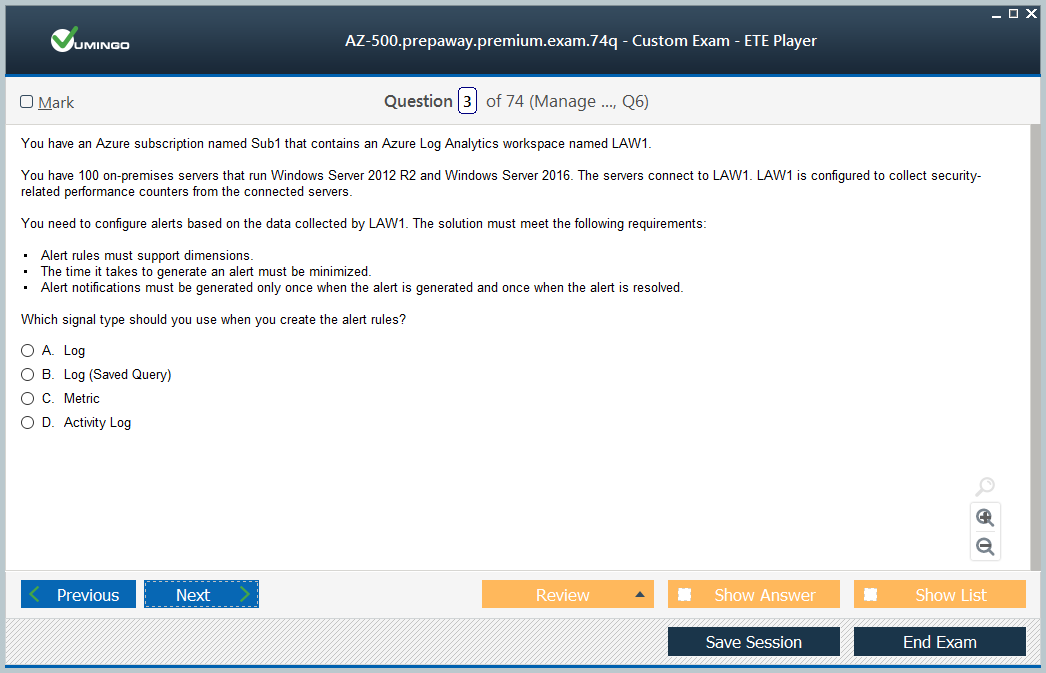 VUMINGO
AZ-500.prepaway.premium.exam.74q - Custom Exam - ETE Player
Mark
Question 3 of 74 (Manage ..., Q6)
You have an Azure subscription named Sub1 that contains an Azure Log Analytics workspace named LAW1.
You have 100 on-premises servers that run Windows Server 2012 R2 and Windows Server 2016. The servers connect to LAW1. LAW1 is configured to collect security-
related performance counters from the connected servers.
You need to configure alerts based on the data collected by LAW1. The solution must meet the following requirements:
▪ Alert rules must support dimensions.
▪ The time it takes to generate an alert must be minimized.
▪ Alert notifications must be generated only once when the alert is generated and once when the alert is resolved.
Which signal type should you use when you create the alert rules?
A. Log
B. Log (Saved Query)
C. Metric
D. Activity Log
Previous
Next
Review
Show Answer
Show List
Save Session
End Exam